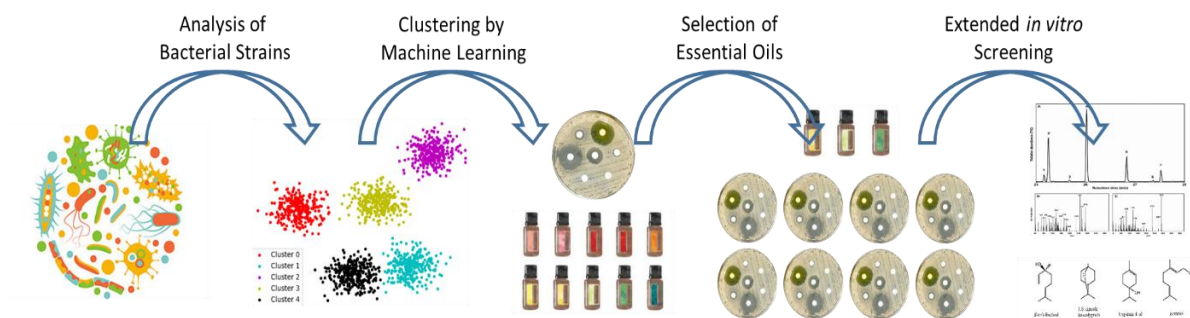 Analysis of
Bacterial Strains
Clustering by
Machine Learning
Selection of
Essential Oils
Extended in vitro
Screening
Cluster 0
Cluster 1
Cluster 2
Cluster 3
Cluster 4